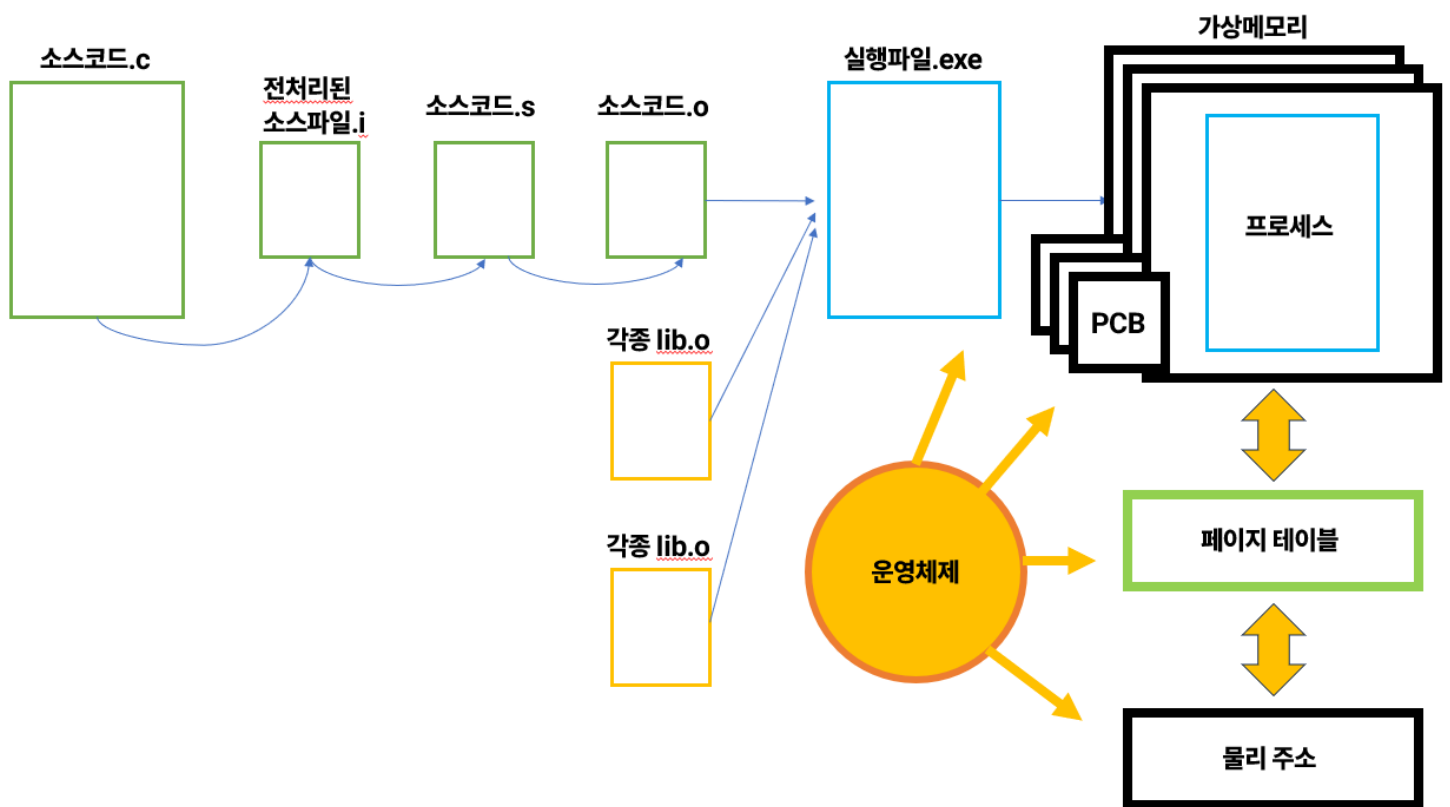 소스코드.c
전처리된
소스파일.i
소스코드.s
소스코드.o
실행파일.exe
가상메모리
프로세스
PCB
각종 lib.o
각종 lib.o
운영체제
페이지 테이블
물리 주소